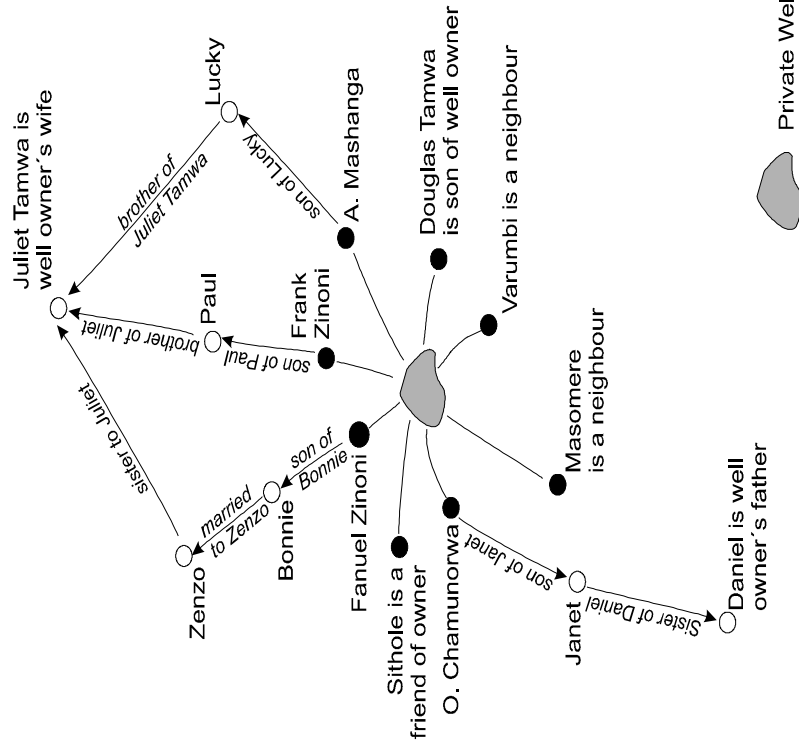 Juliet Tamwa is
well owner´s wife
Lucky
brother of
Juliet Tamwa
son of Lucky
A. Mashanga
Paul
brother of Juliet
Frank
Zinoni
son of Paul
Douglas Tamwa
is son of well owner
Varumbi is a neighbour
Masomere
is a neighbour
sister to Juliet
Zenzo
married
to Zenzo
Bonnie
son of
Bonnie
Fanuel Zinoni
Sithole is a
friend of owner
O. Chamunorwa
son of Janet
Janet
Sister of Daniel
Daniel is well
owner´s father
Private